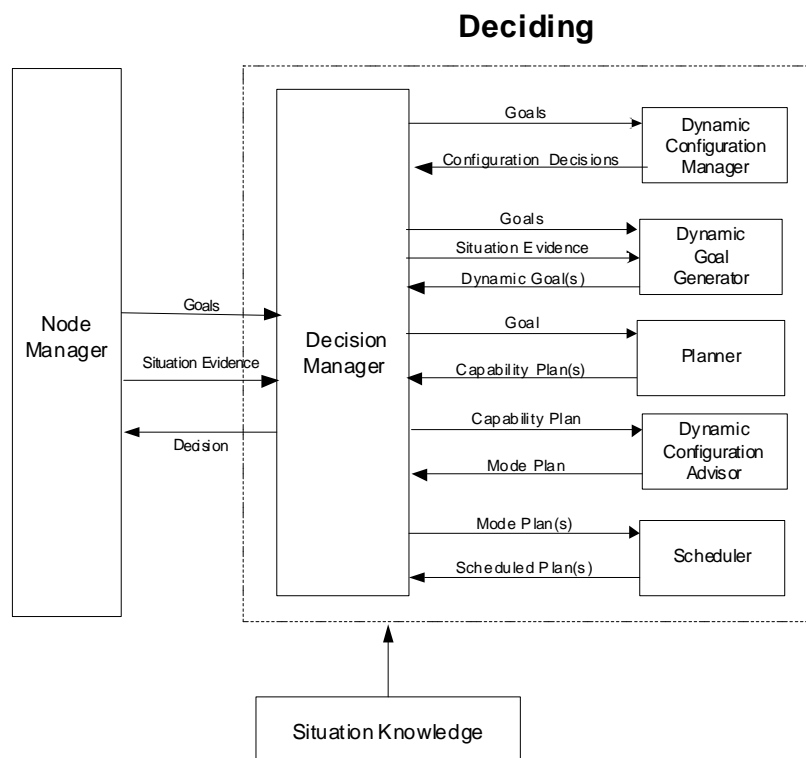 Deciding
Node
Manager
Goals
Situation Evidence
Decision
Decision
Manager
Goals
Configuration Decisions
Dynamic
Configuration
Manager
Goals
Situation Evidence
Dynamic Goal(s)
Dynamic
Goal
Generator
Goal
Capability Plan(s)
Planner
Capability Plan
Mode Plan
Dynamic
Configuration
Advisor
Mode Plan(s)
Scheduled Plan(s)
Scheduler
Situation Knowledge